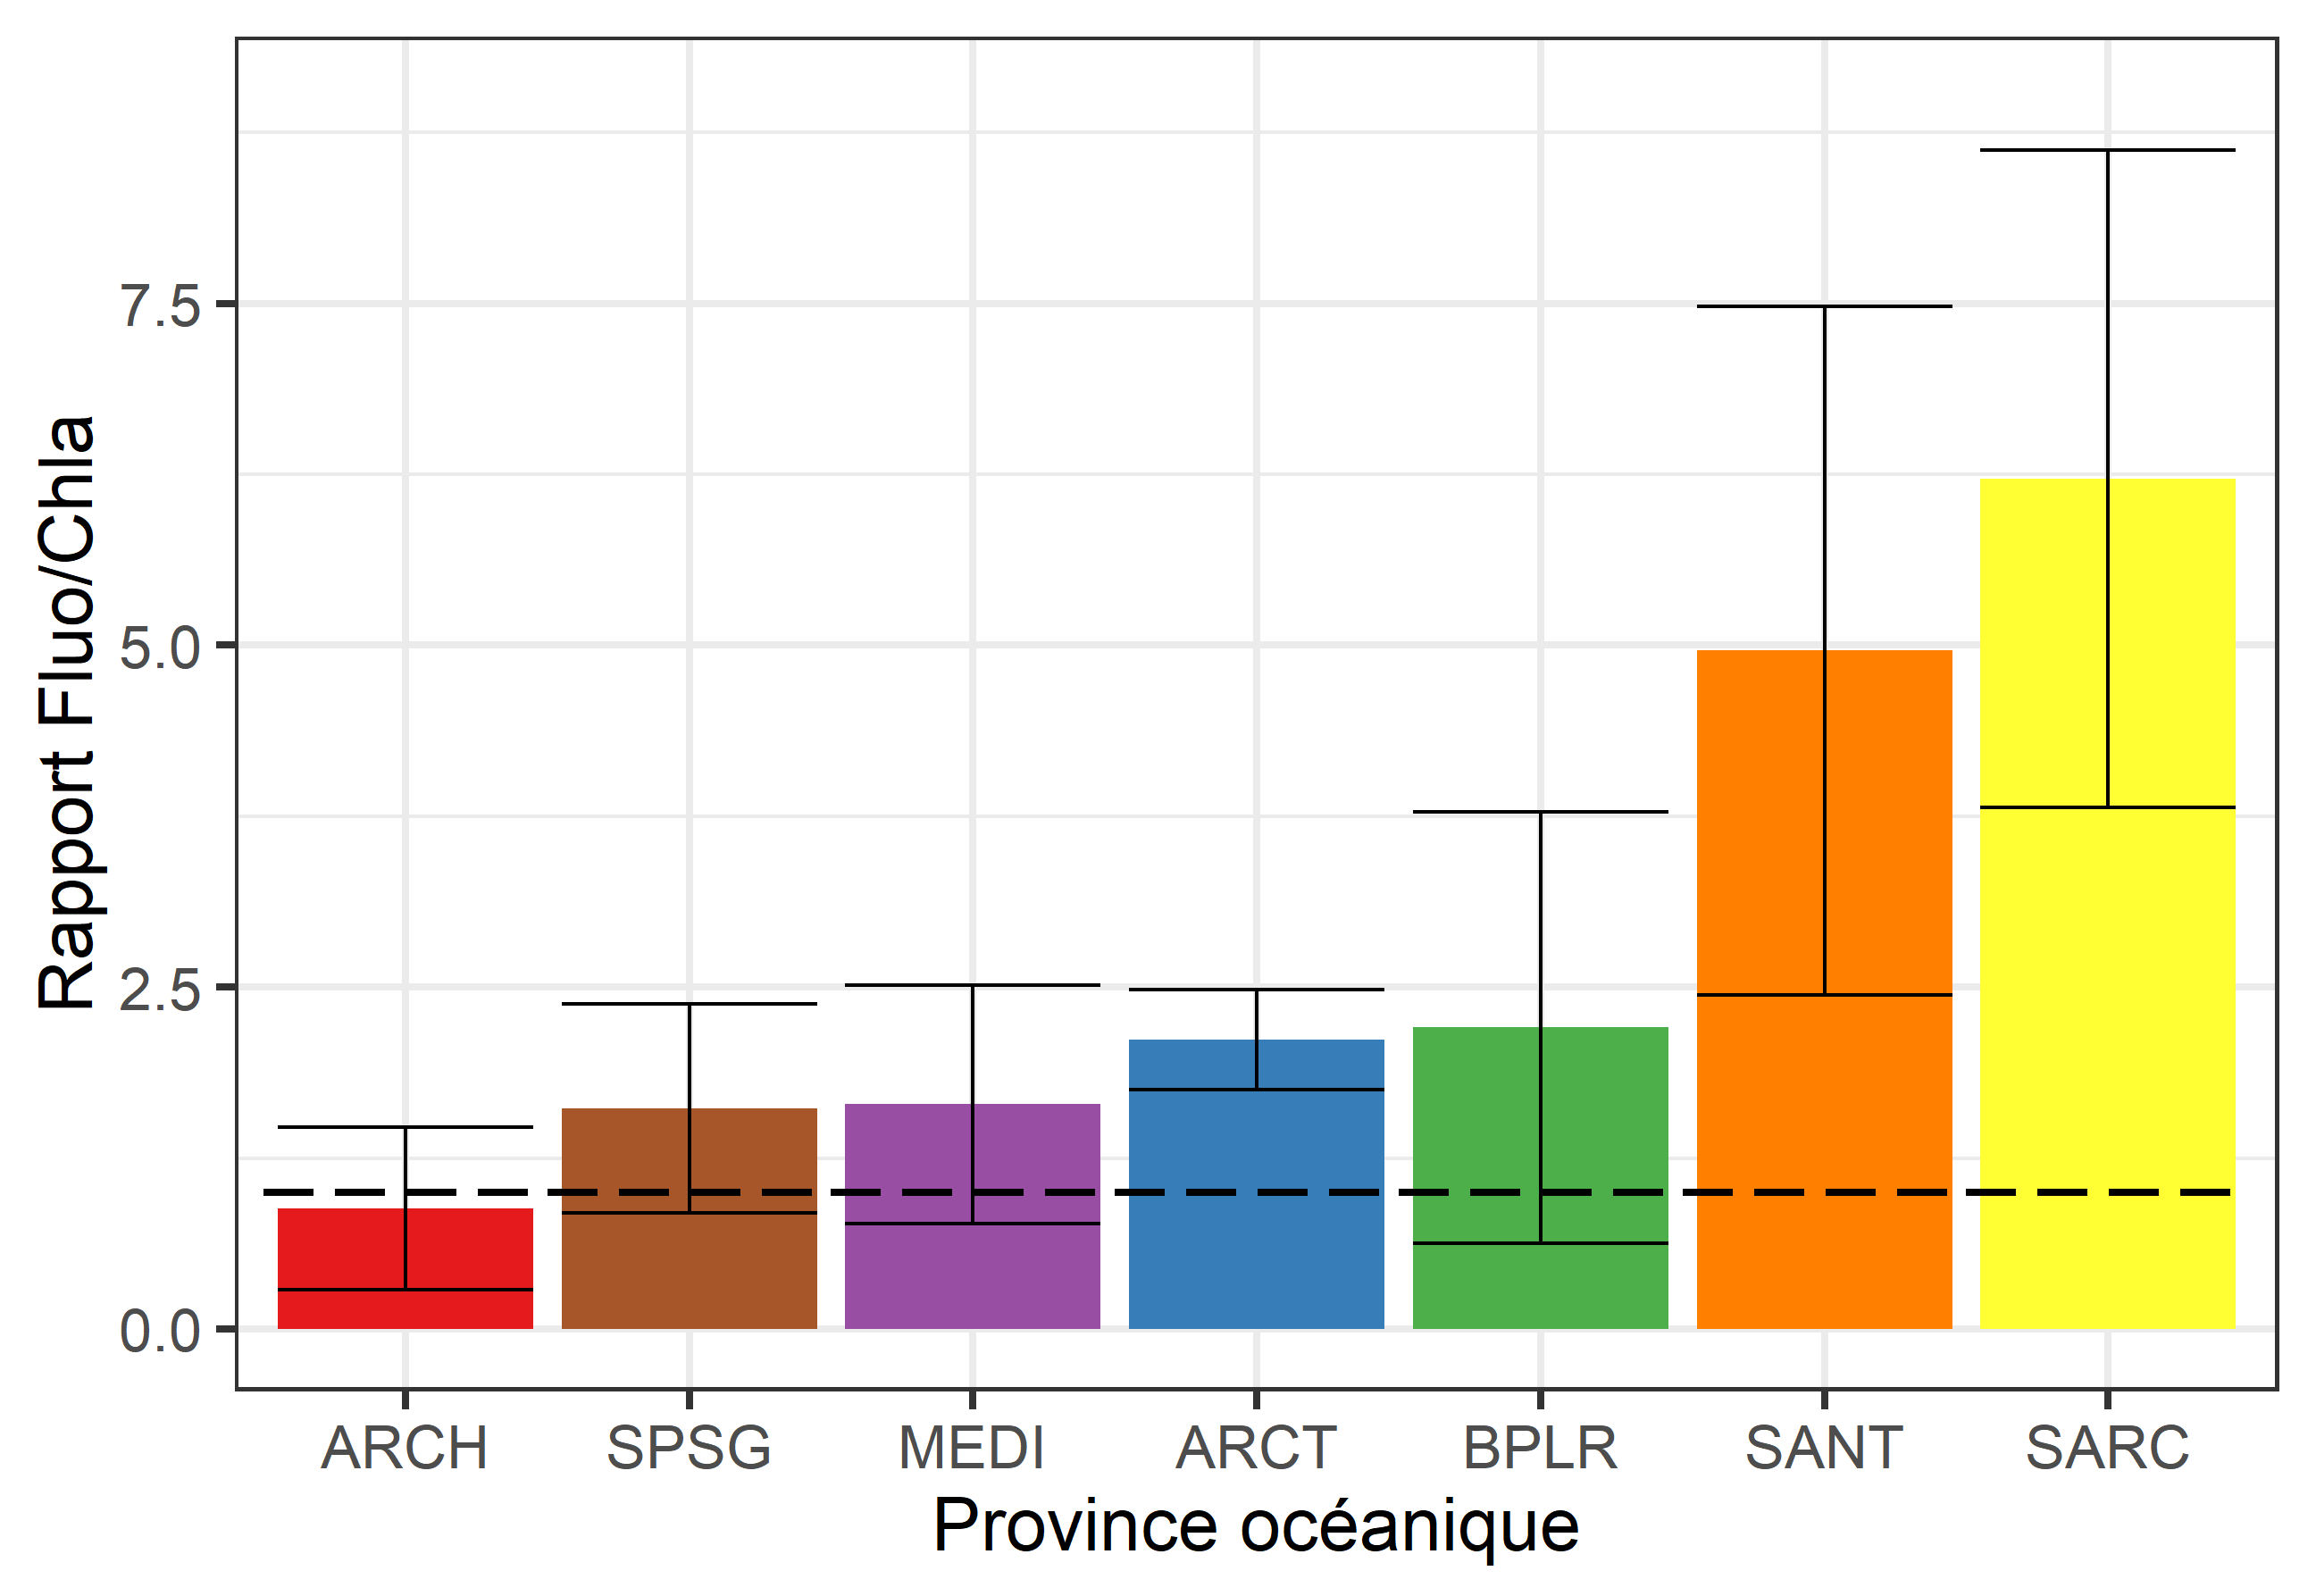 Rapport Fluo/Chla
7.5
5.0
2.5
0.0
ARCH SPSG MEDI ARCT BPLR SANT SARC
Province océanique